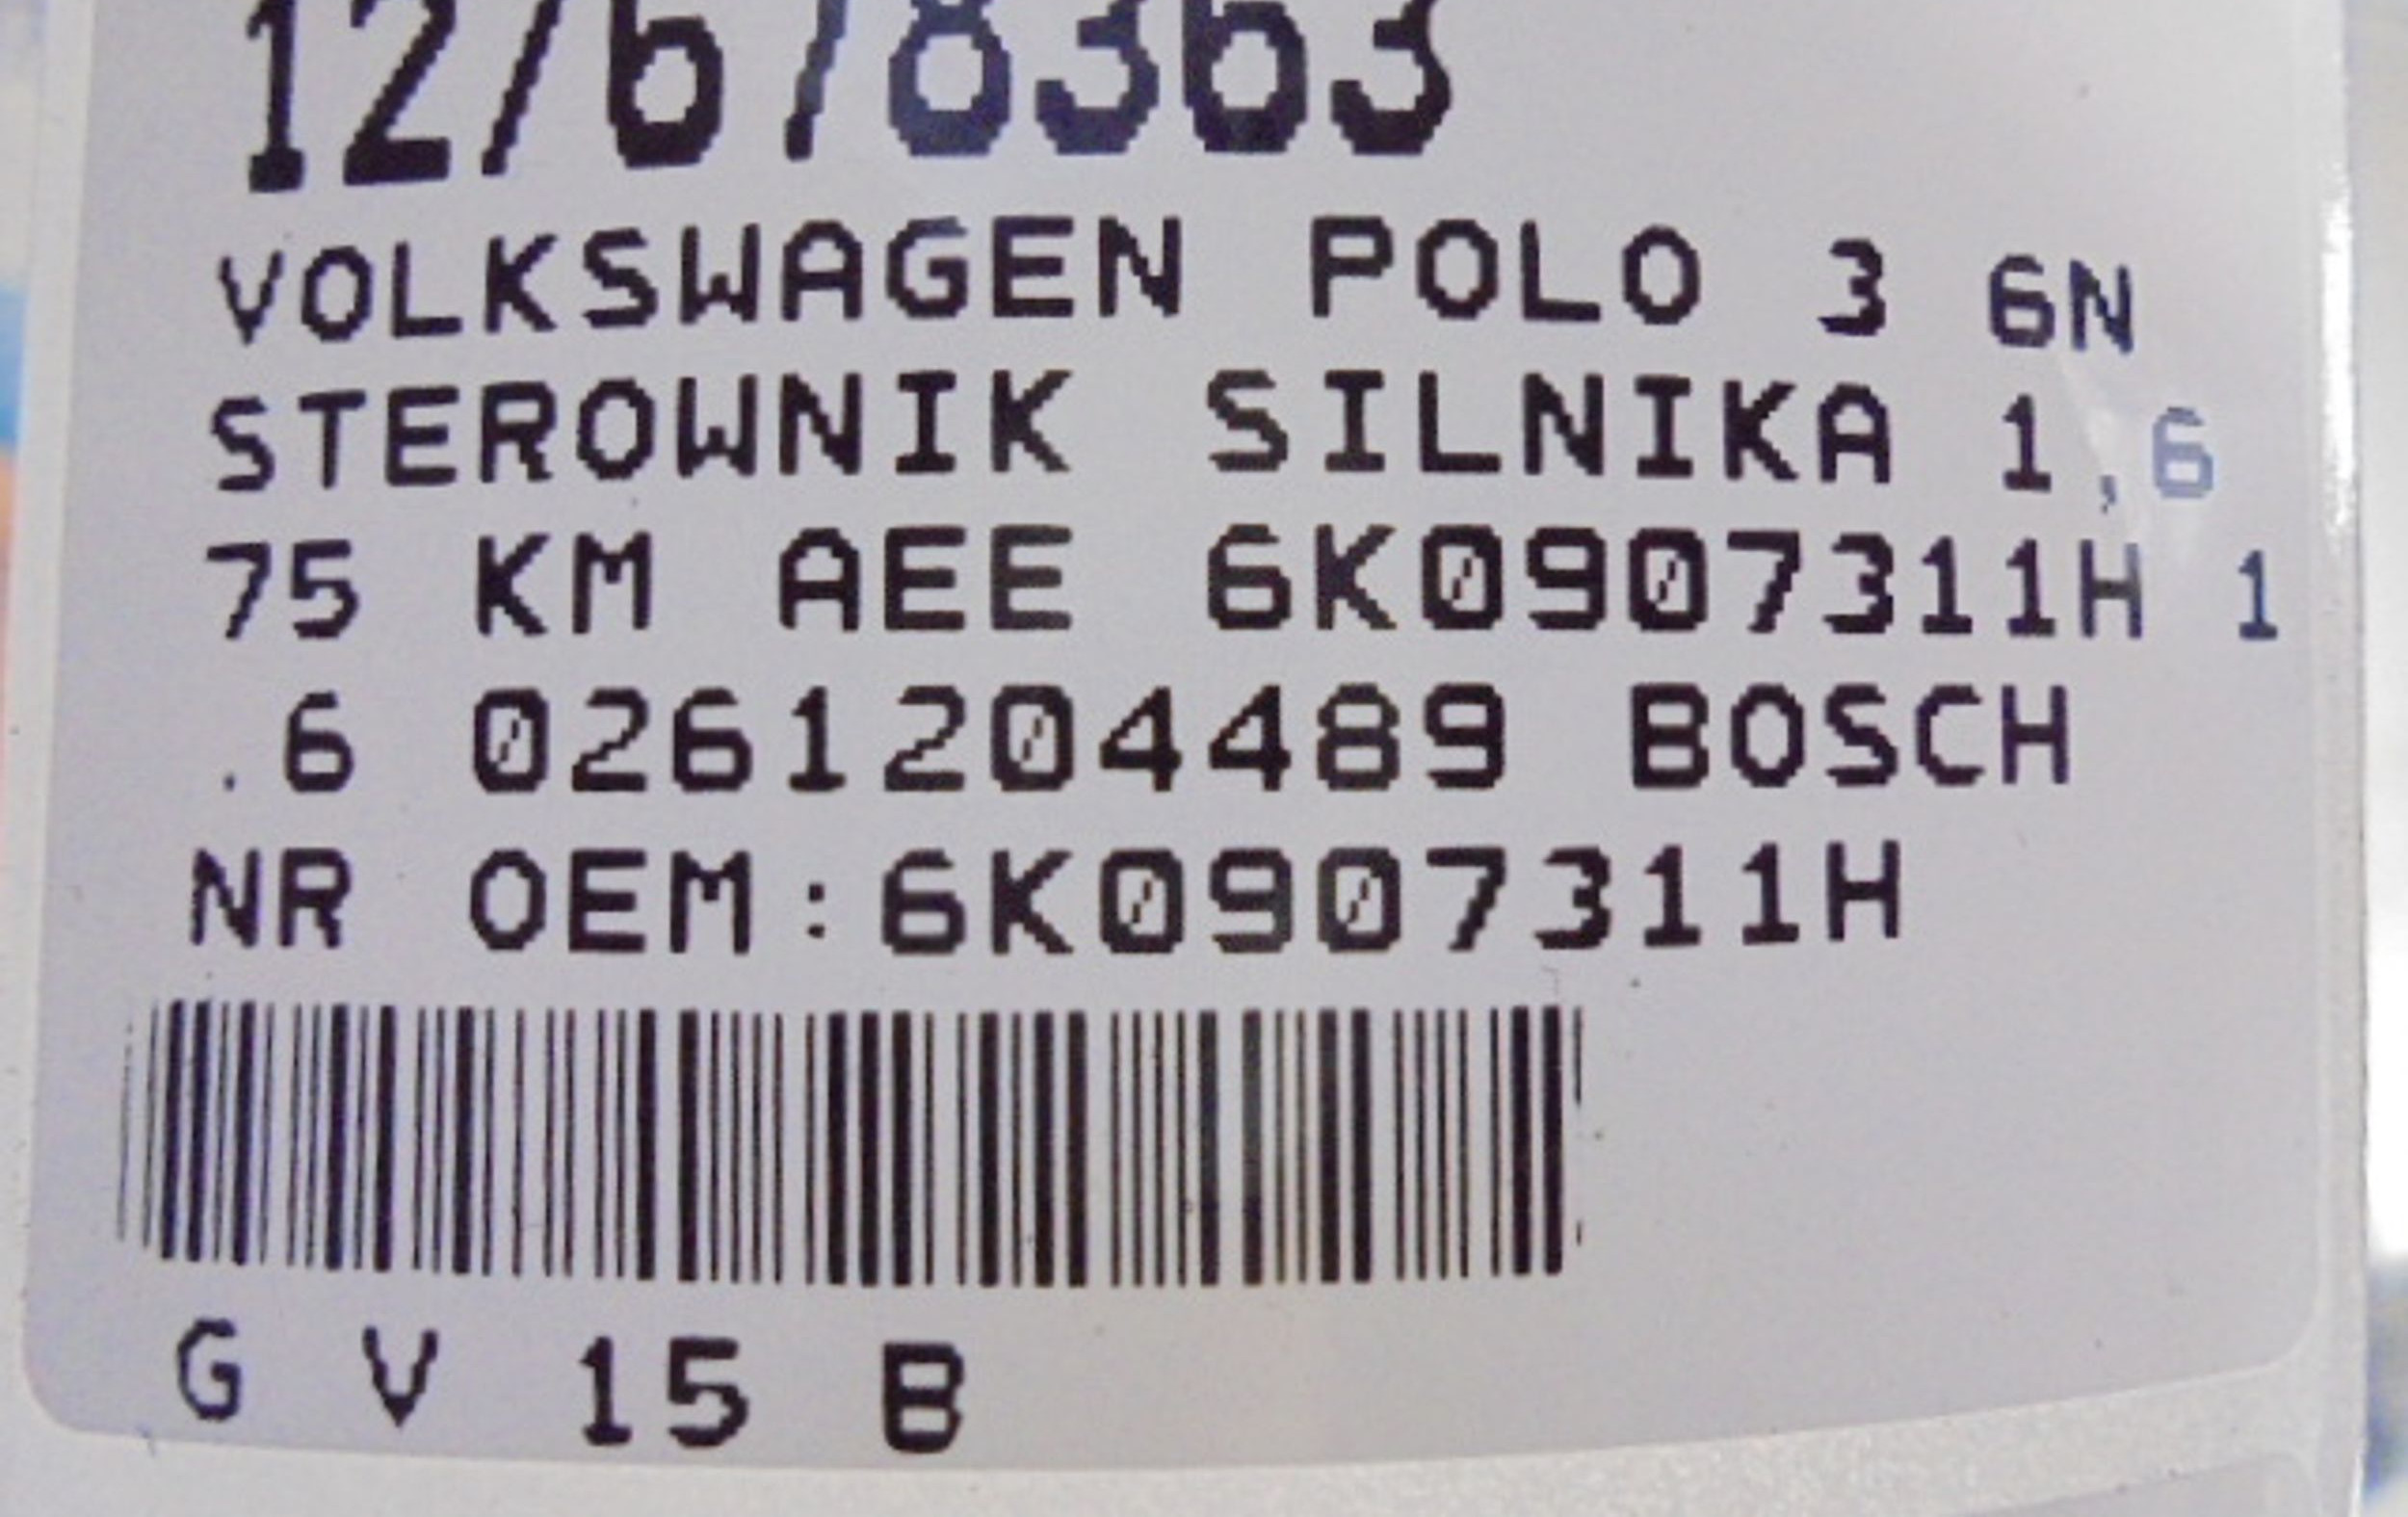 VOLKSWAGEN POLO 3 6N
STEROWNIK SILNIKA 1,6
75 KM AEE 6K0907311H 1
.6 0261204489 BOSCH
NR OEM:6K0907311H
G V 15 B